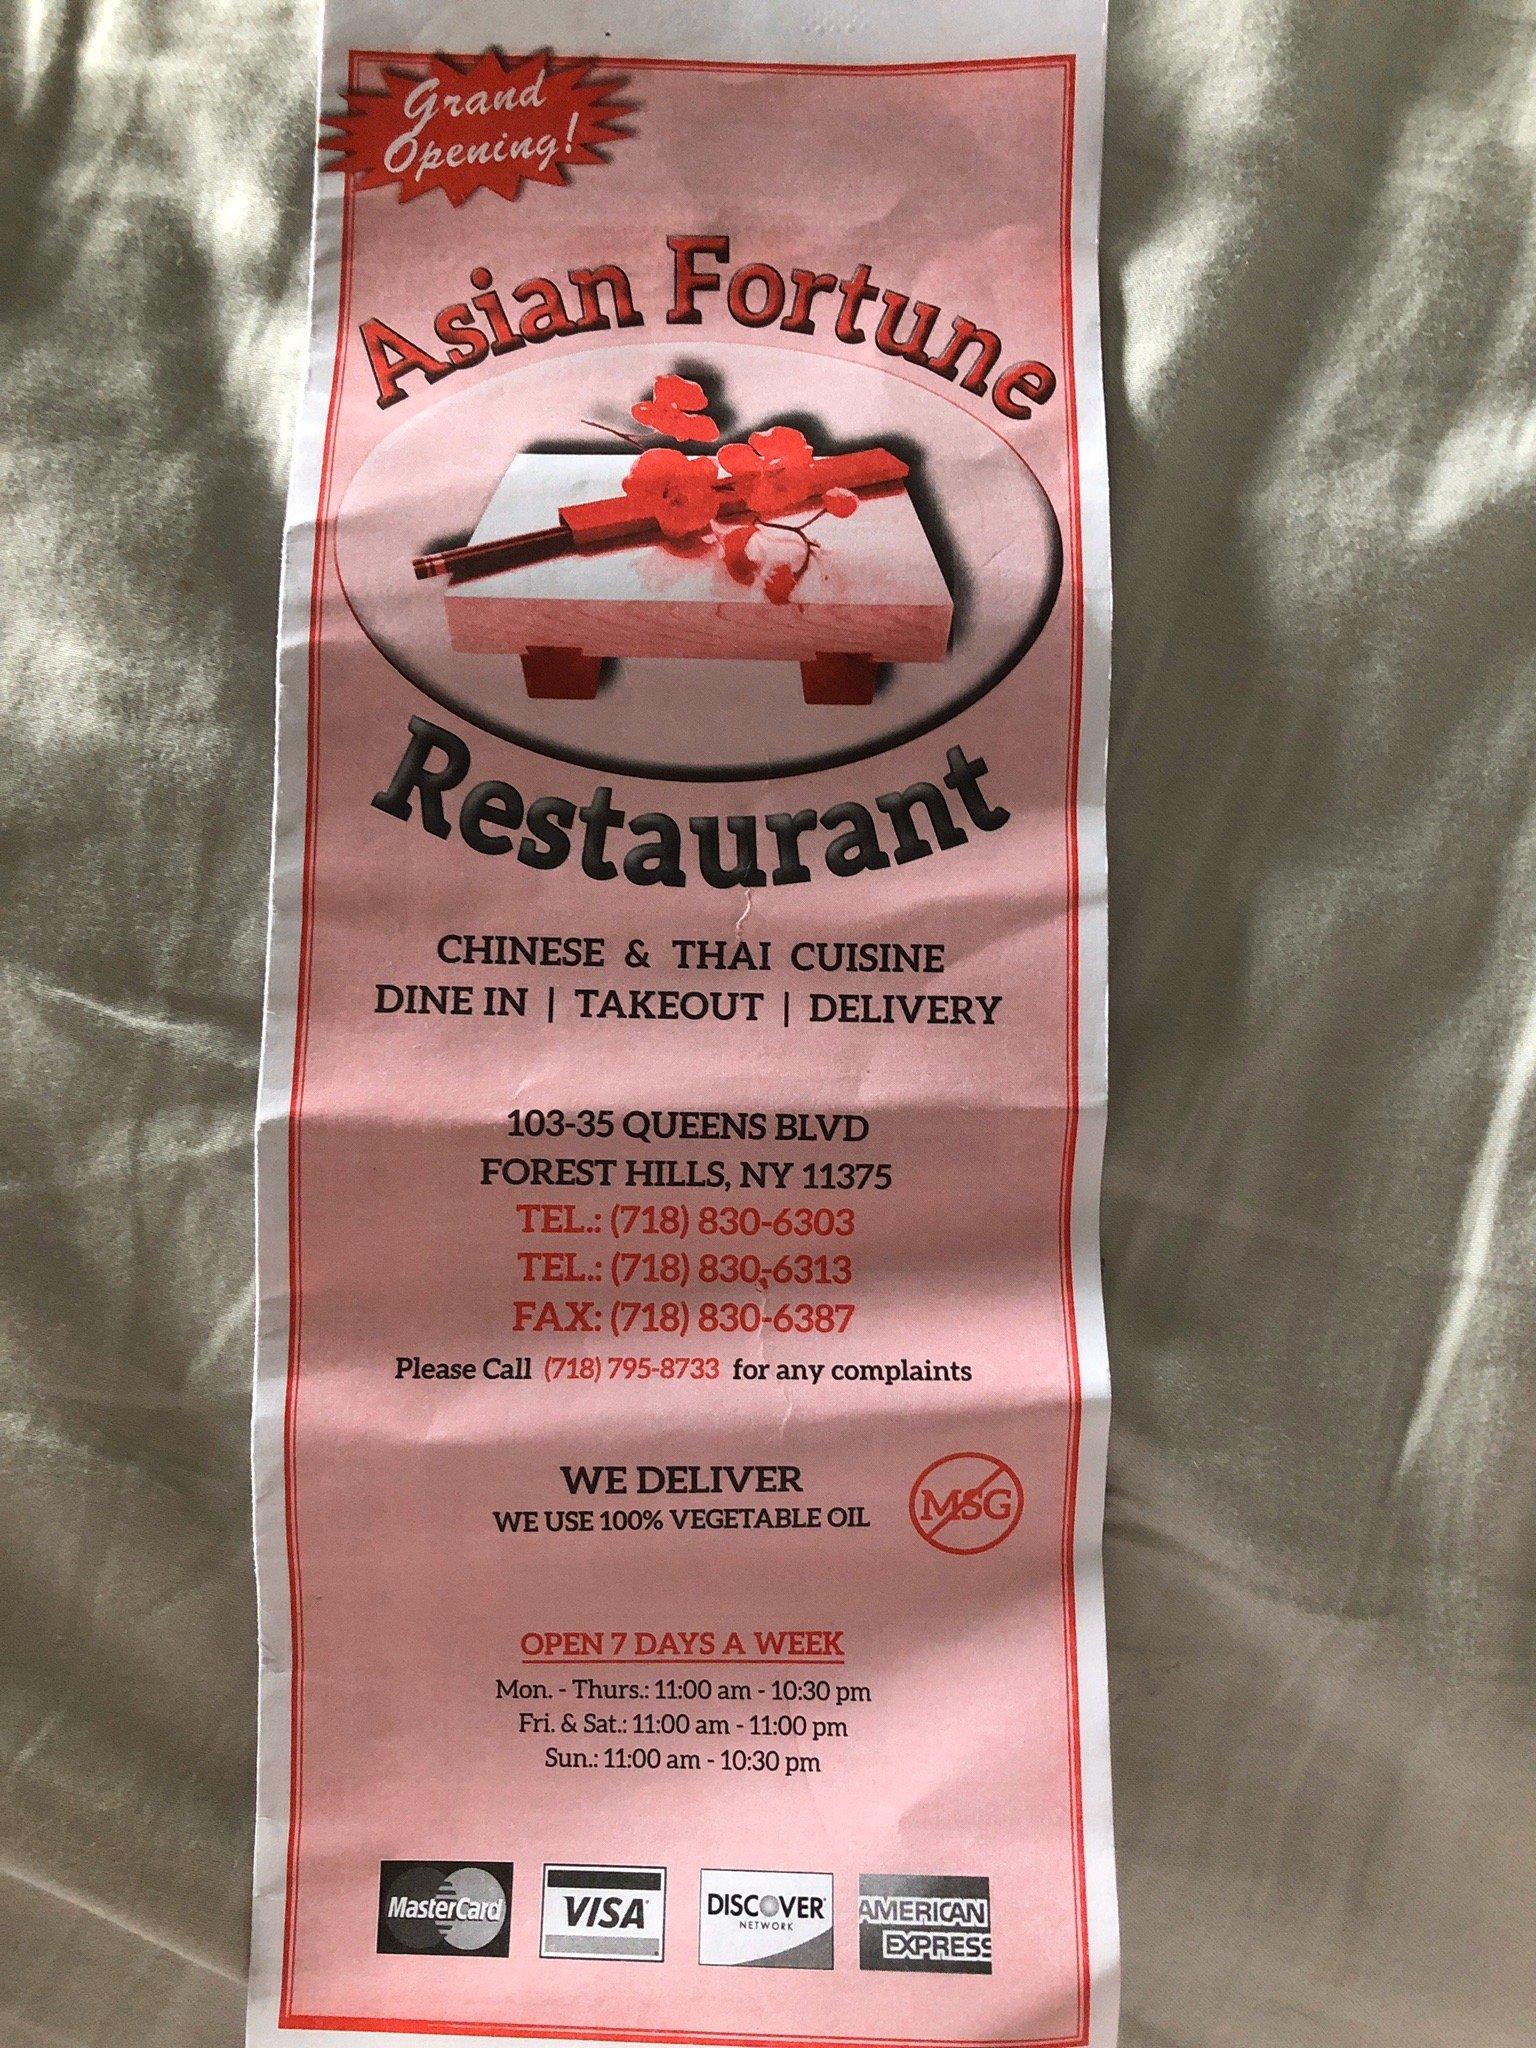 Grand
Opening!
Asian Fortune
Restaurant
CHINESE & THAI CUISINE
DINE IN | TAKEOUT | DELIVERY
103-35 QUEENS BLVD
FOREST HILLS, NY 11375
TEL.: (718) 830-6303
TEL.: (718) 830-6313
FAX: (718) 830-6387
Please Call (718) 795-8733 for any complaints
WE DELIVER
WE USE 100% VEGETABLE OIL
MSG
OPEN 7 DAYS A WEEK
Mon. - Thurs.: 11:00 am - 10:30 pm
Fri. & Sat.: 11:00 am - 11:00 pm
Sun.: 11:00 am - 10:30 pm
MasterCard
VISA
DISCOVER
NETWORK
AMERICAN
EXPRESS